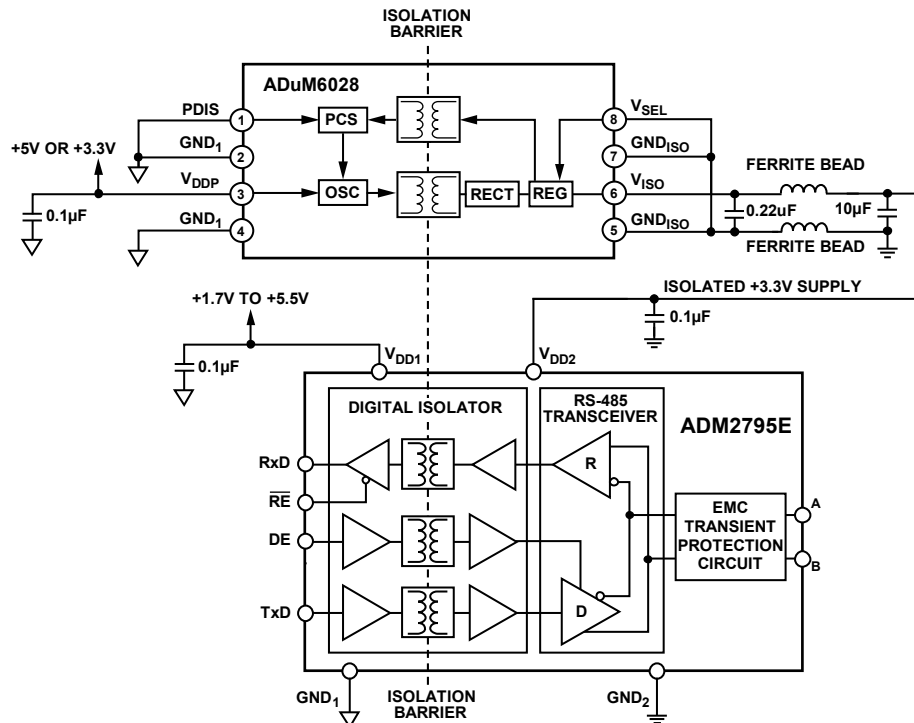 ISOLATION
BARRIER
ADuM6028
PDIS
1
PCS
8
VSEL
+5V OR +3.3V
GND1
2
7
GNDISO
FERRITE BEAD
VDDP
3
OSC
RECT
REG
6
VISO
0.1µF
0.22uF
10µF
GND1
4
5
GNDISO
FERRITE BEAD
+1.7V TO +5.5V
ISOLATED +3.3V SUPPLY
0.1µF
0.1µF
VDD1
VDD2
DIGITAL ISOLATOR
RS-485
TRANSCEIVER
ADM2795E
RxD
R
RE
DE
EMC
TRANSIENT
PROTECTION
CIRCUIT
A
B
TxD
D
GND1
ISOLATION
BARRIER
GND2